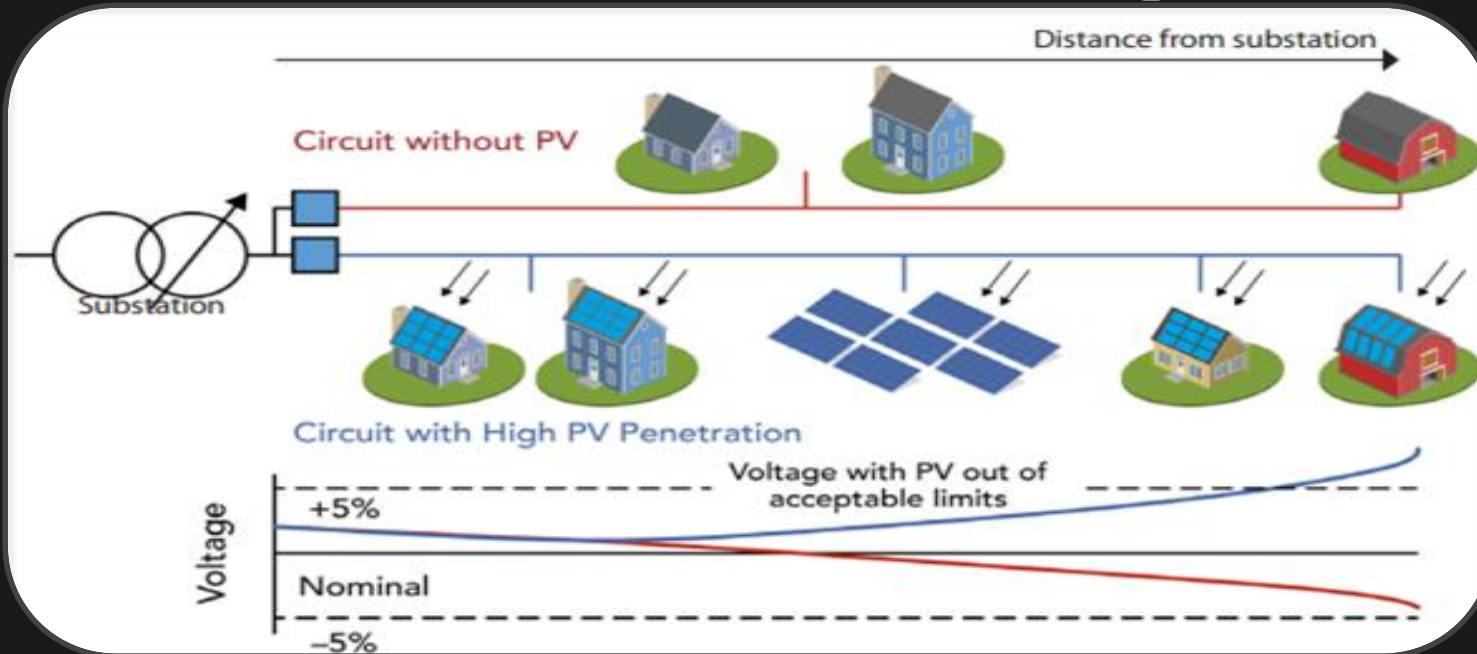 Distance from substation
Circuit without PV
Substation
Circuit with High PV Penetration
Voltage with PV out of
acceptable limits
+5%
Voltage
Nominal
–5%